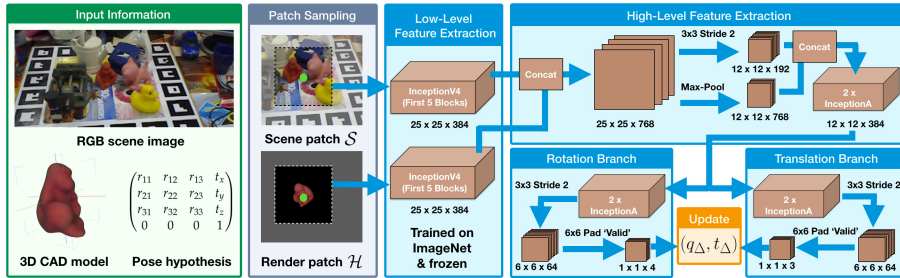 Input Information
RGB scene image
3D CAD model
r11 r12 r13 tx
r21 r22 r23 ty
r31 r32 r33 tz
0 0 0 1
Pose hypothesis
Patch Sampling
Scene patch S
Render patch H
Low-Level
Feature Extraction
InceptionV4
(First 5 Blocks)
25 x 25 x 384
InceptionV4
(First 5 Blocks)
25 x 25 x 384
Trained on
ImageNet
& frozen
High-Level Feature Extraction
Concat
25 x 25 x 768
3x3 Stride 2
12 x 12 x 192
Max-Pool
12 x 12 x 768
Concat
2 x
InceptionA
12 x 12 x 384
Rotation Branch
3x3 Stride 2
2 x
InceptionA
6 x 6 x 64
6x6 Pad ‘Valid’
1 x 1 x 4
Update
(qΔ, tΔ)
Translation Branch
2 x
InceptionA
3x3 Stride 2
6 x 6 x 64
6x6 Pad ‘Valid’
1 x 1 x 3